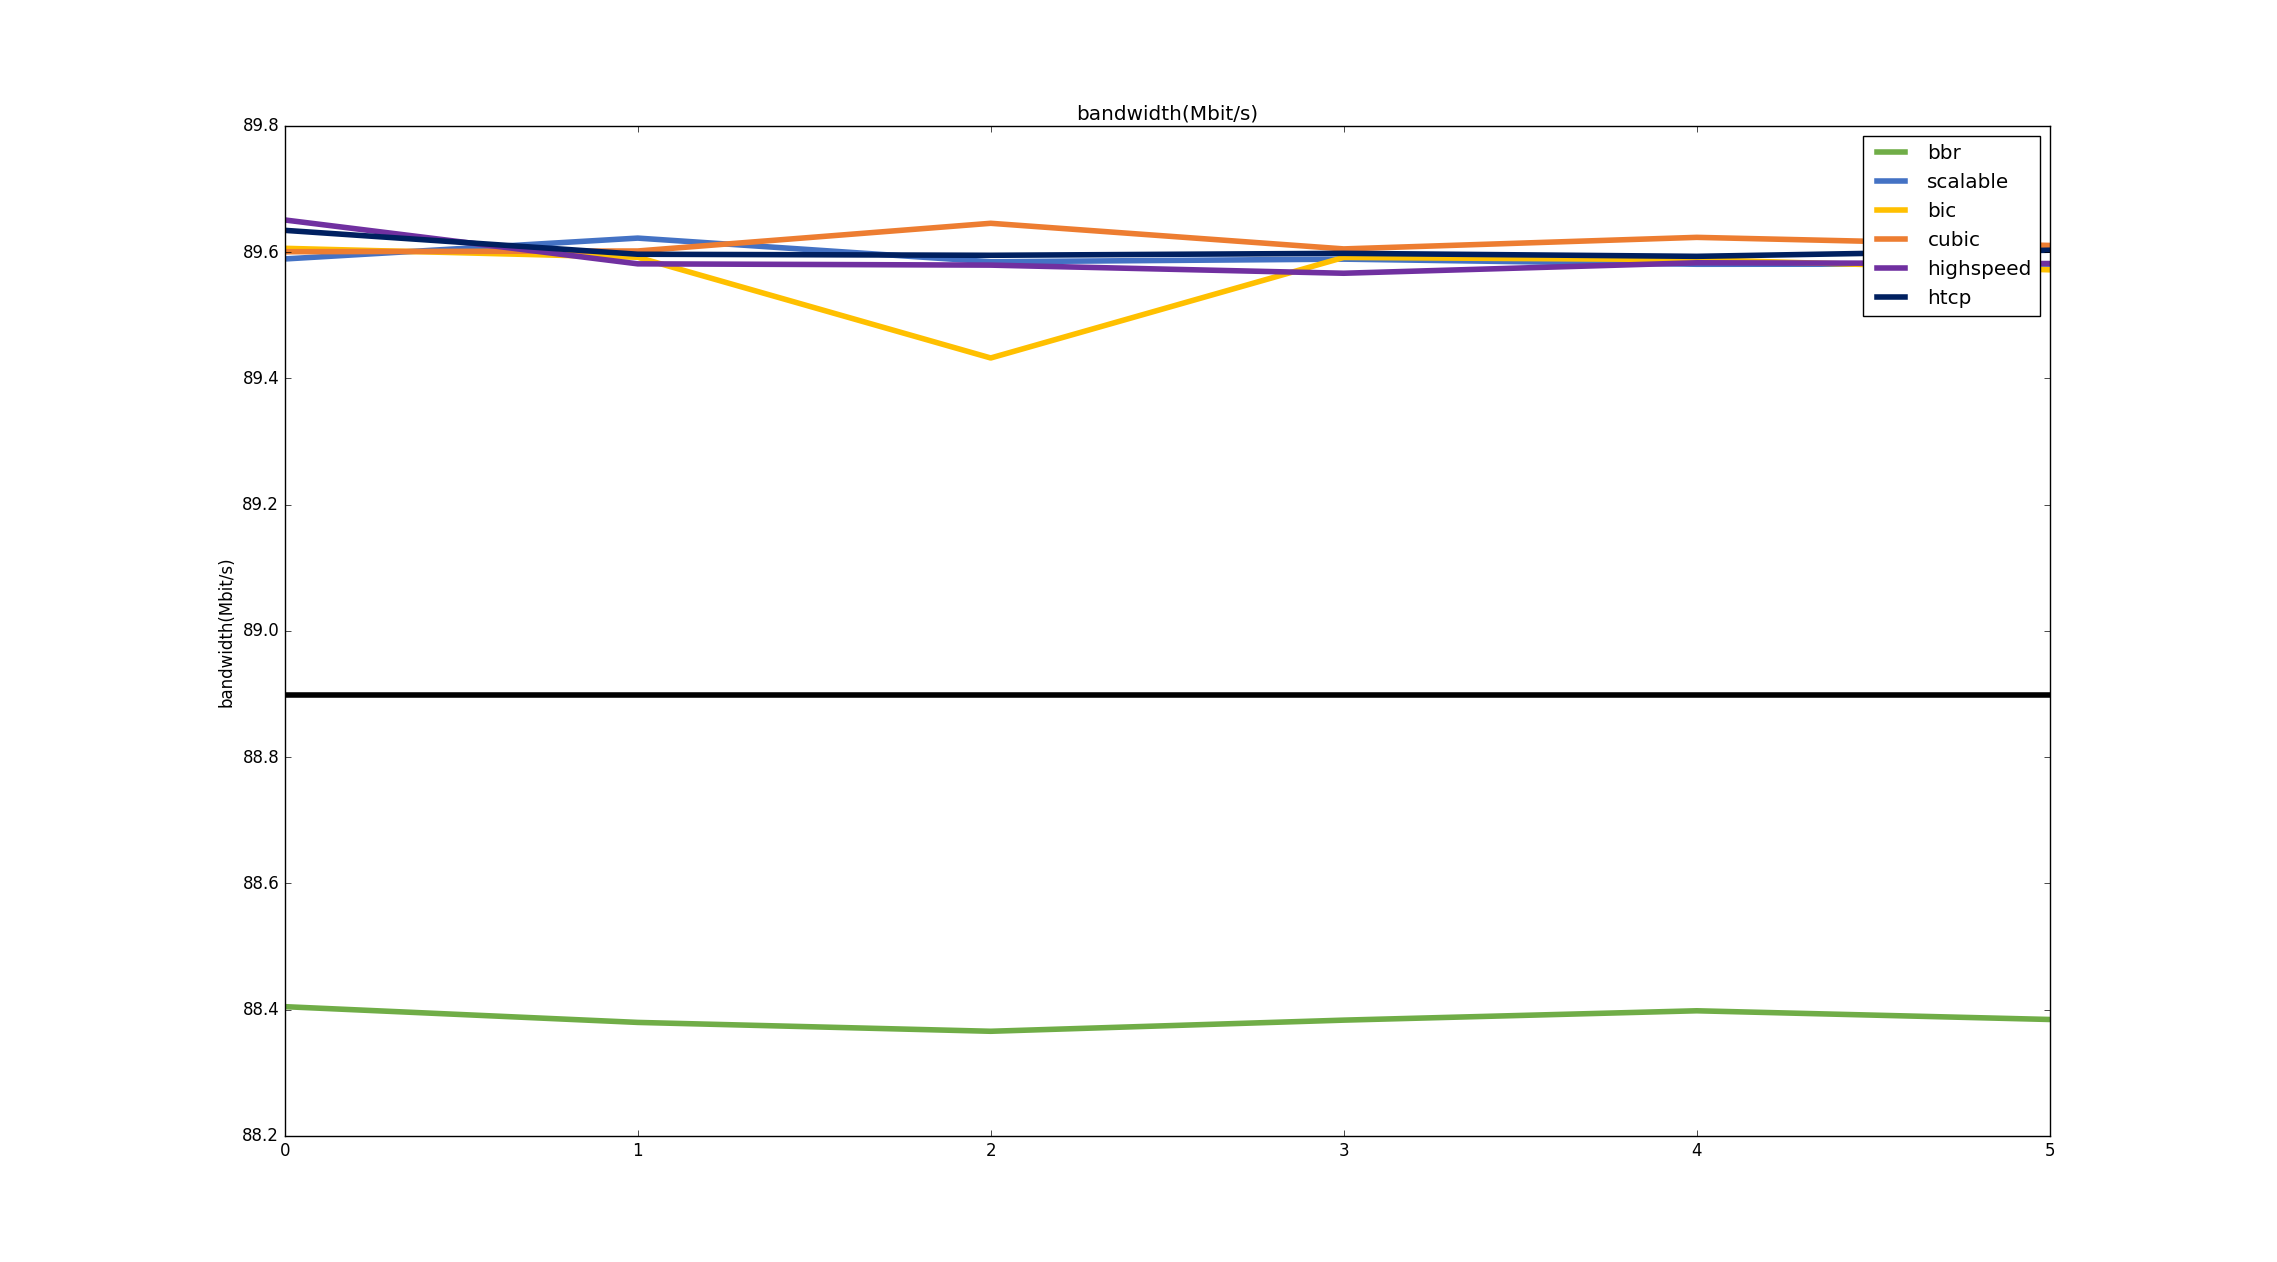 bandwidth(Mbit/s)
89.8
89.6
89.4
89.2
89.0
88.8
88.6
88.4
88.2
bandwidth(Mbit/s)
0 1 2 3 4 5
bbr
scalable
bic
cubic
highspeed
htcp